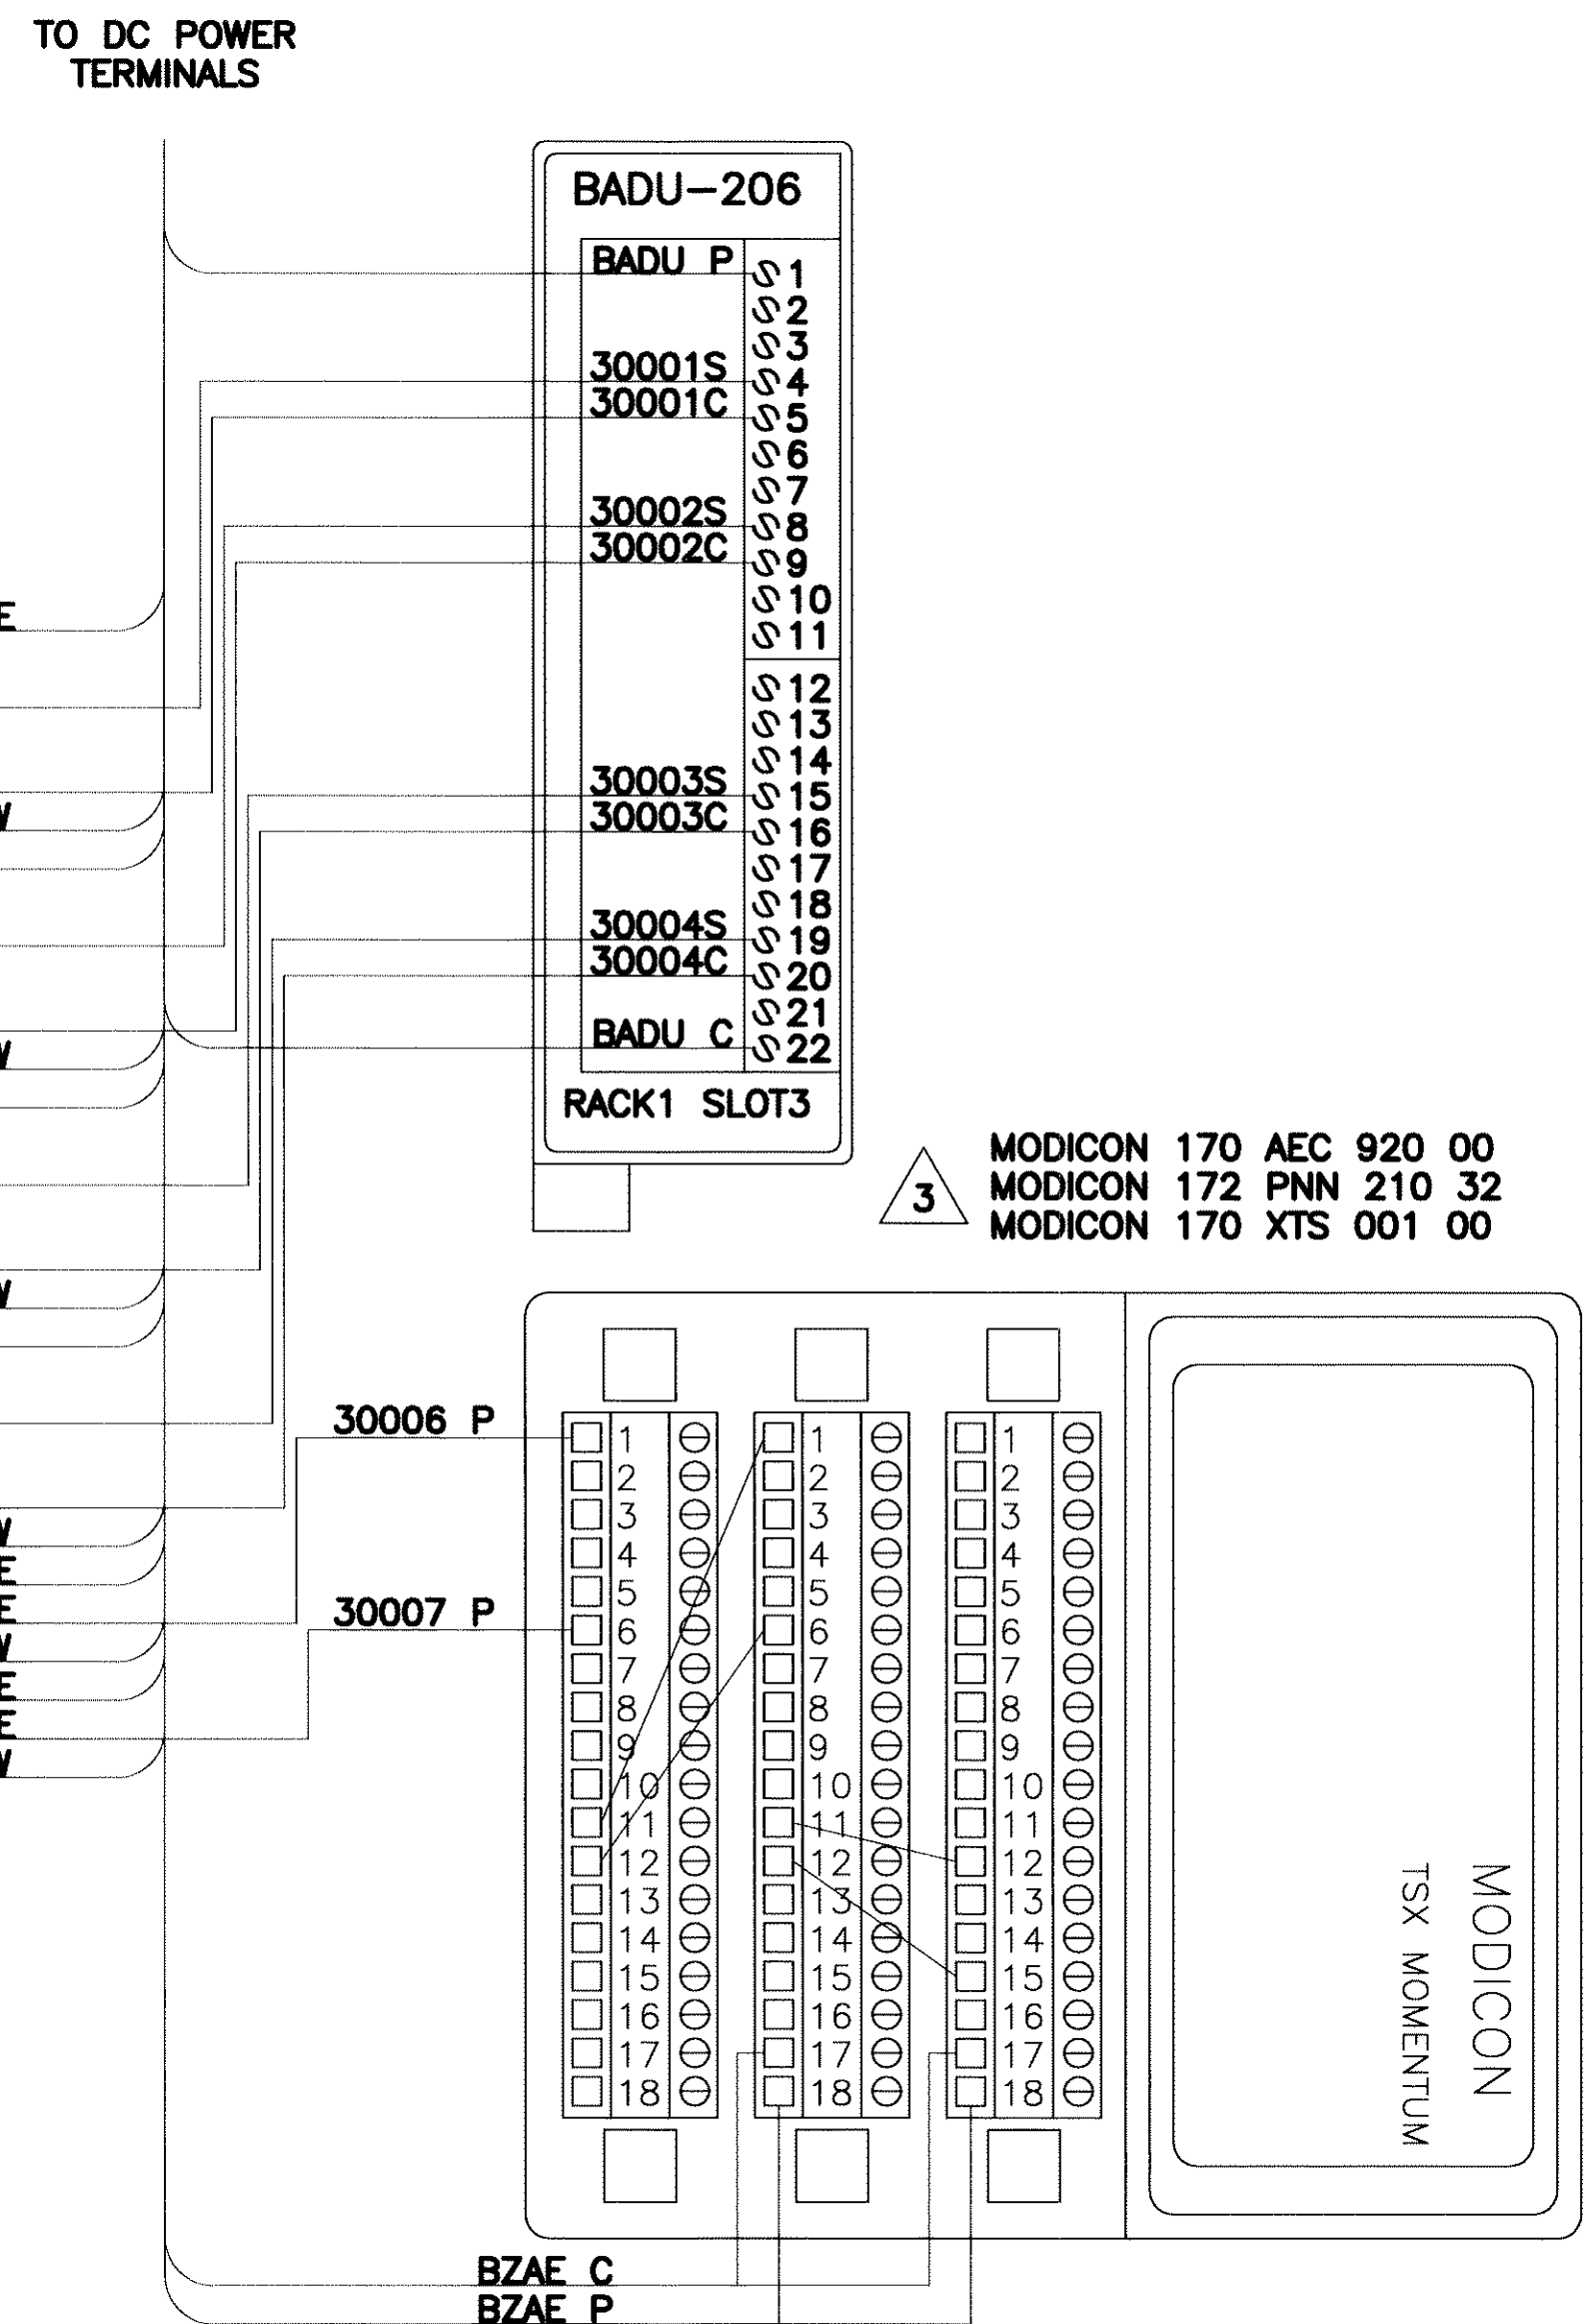 TO DC POWER
TERMINALS
BADU-206
BADU P
1
2
3
30001S
4
30001C
5
6
7
30002S
8
30002C
9
10
11
12
13
14
30003S
15
30003C
16
17
18
30004S
19
30004C
20
21
BADU C
22
RACK1 SLOT3
3
MODICON 170 AEC 920 00
MODICON 172 PNN 210 32
MODICON 170 XTS 001 00
E
W
W
W
W
E
E
W
E
E
W
30006 P
30007 P
1 1 1
2 2 2
3 3 3
4 4 4
5 5 5
6 6 6
7 7 7
8 8 8
9 9 9
10 10 10
11 11 11
12 12 12
13 13 13
14 14 14
15 15 15
16 16 16
17 17 17
18 18 18
MODICON
TSX MOMENTUM
BZAE C
BZAE P